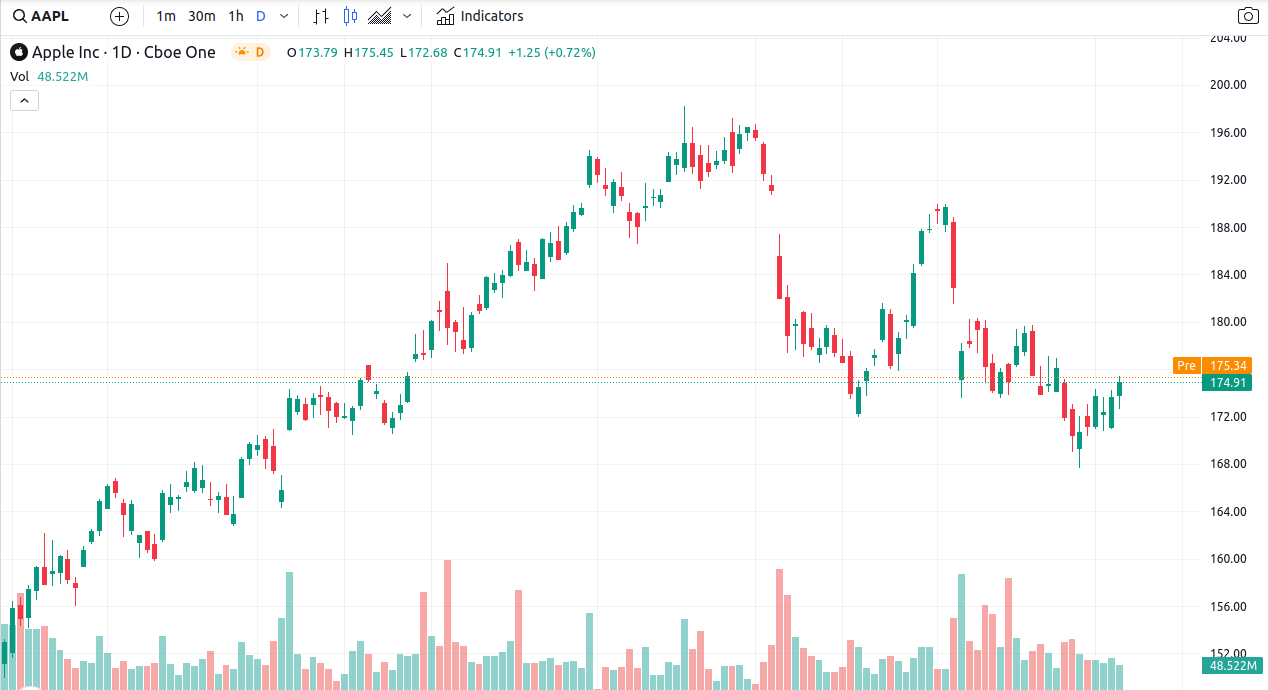 AAPL 1m 30m 1h D Indicators
Apple Inc · 1D · Cboe One D O173.79 H175.45 L172.68 C174.91 +1.25 (+0.72%)
Vol 48.522M
204.00
200.00
196.00
192.00
188.00
184.00
180.00
Pre 175.34
174.91
172.00
168.00
164.00
160.00
156.00
152.00
48.522M